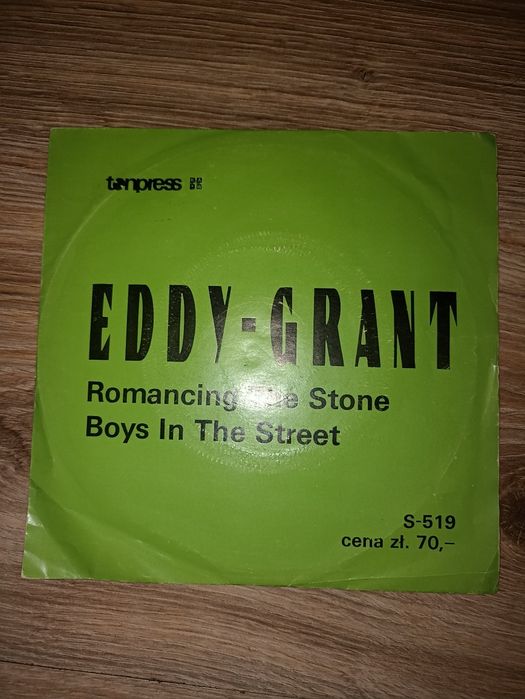 tonpress
EDDY-GRANT
Romancing The Stone
Boys In The Street
S-519
cena zł. 70,-